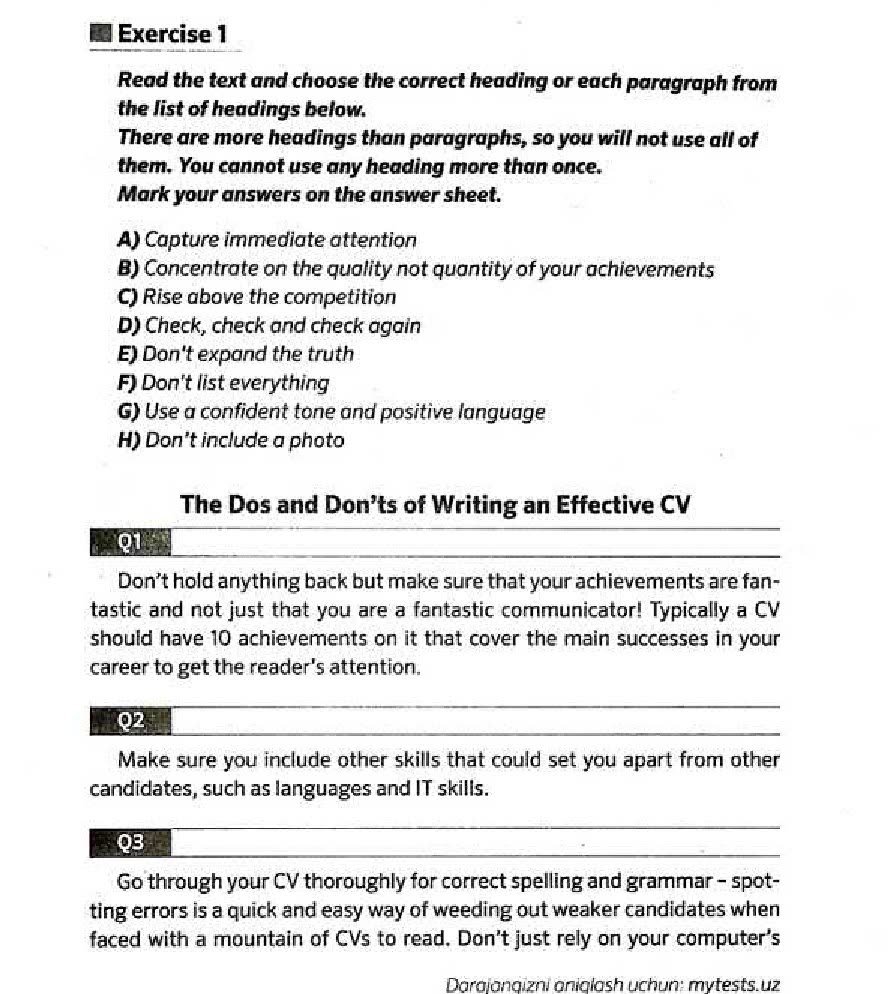 Exercise 1
Read the text and choose the correct heading or each paragraph from
the list of headings below.
There are more headings than paragraphs, so you will not use all of
them. You cannot use any heading more than once.
Mark your answers on the answer sheet.
A) Capture immediate attention
B) Concentrate on the quality not quantity of your achievements
C) Rise above the competition
D) Check, check and check again
E) Don't expand the truth
F) Don't list everything
G) Use a confident tone and positive language
H) Don't include a photo
The Dos and Don'ts of Writing an Effective CV
Q1
Don't hold anything back but make sure that your achievements are fan-
tastic and not just that you are a fantastic communicator! Typically a CV
should have 10 achievements on it that cover the main successes in your
career to get the reader's attention.
Q2
Make sure you include other skills that could set you apart from other
candidates, such as languages and IT skills.
Q3
Go through your CV thoroughly for correct spelling and grammar – spot-
ting errors is a quick and easy way of weeding out weaker candidates when
faced with a mountain of CVs to read. Don't just rely on your computer's
Darajangizni aniqlash uchun: mytests.uz